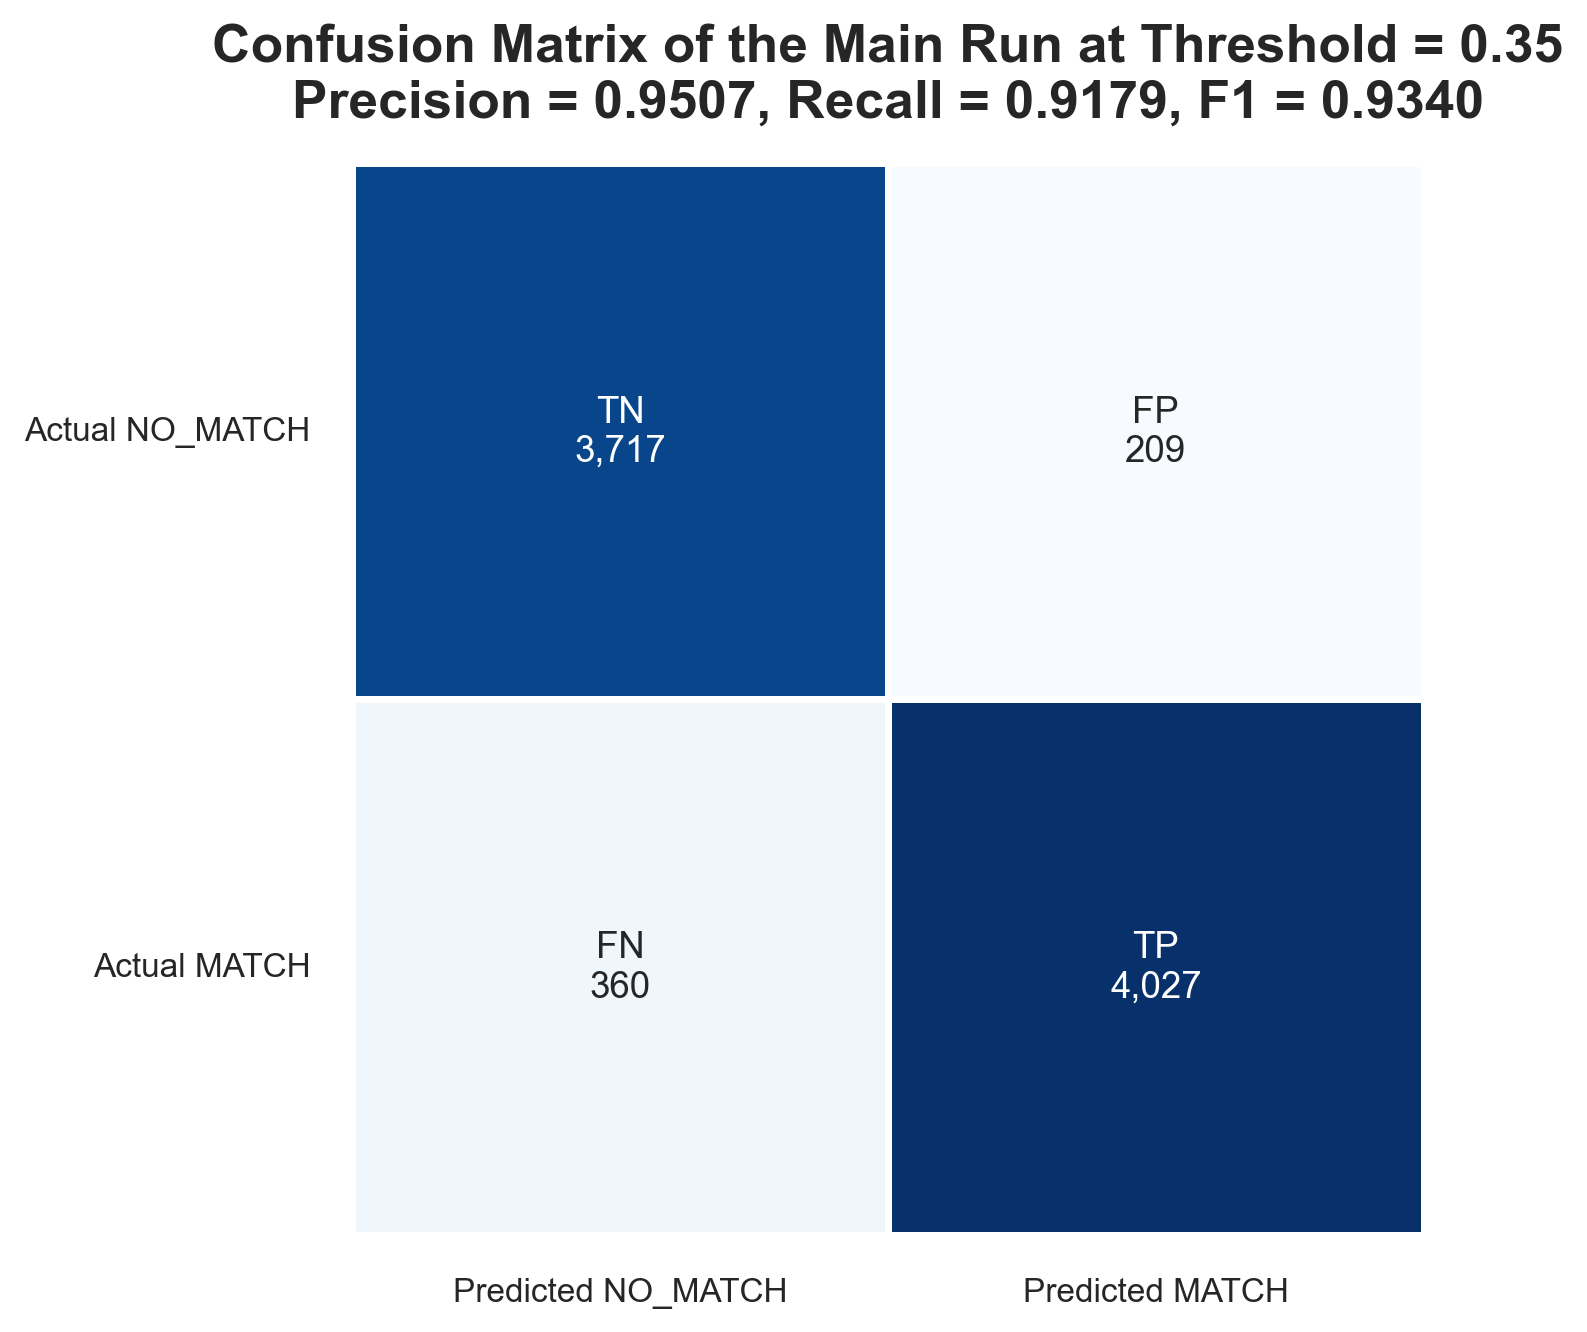 Confusion Matrix of the Main Run at Threshold = 0.35
Precision = 0.9507, Recall = 0.9179, F1 = 0.9340
Actual NO_MATCH
TN
3,717
FP
209
Actual MATCH
FN
360
TP
4,027
Predicted NO_MATCH
Predicted MATCH